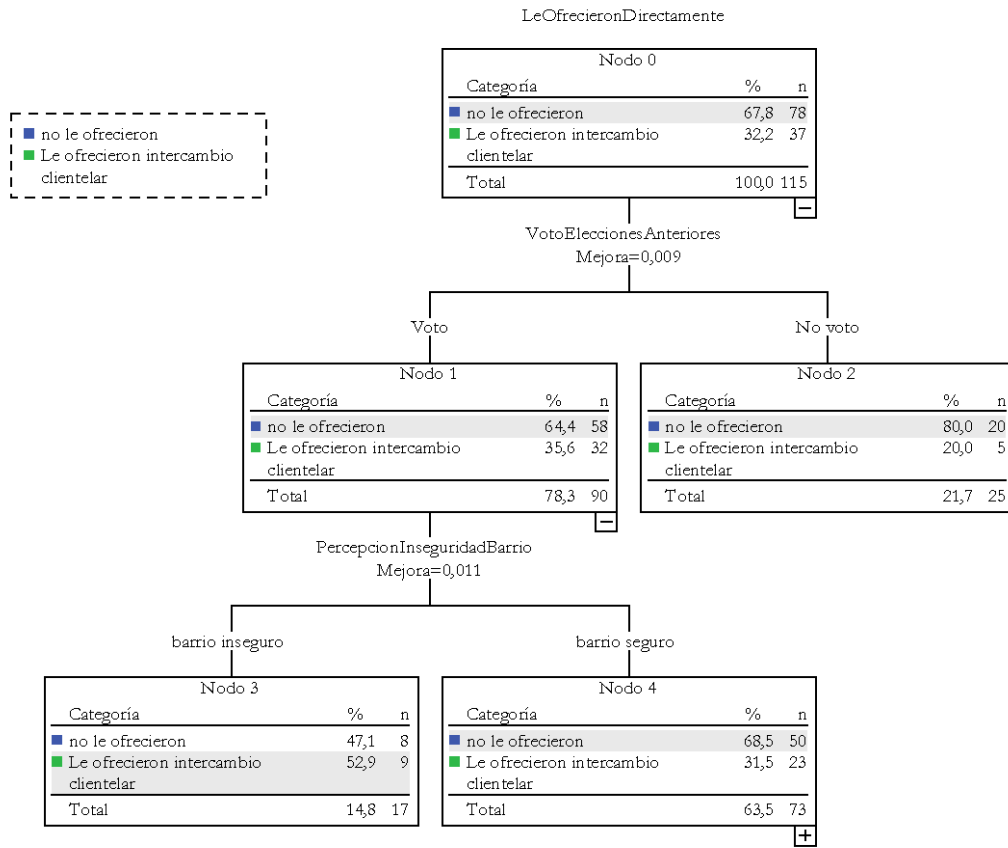 LeOfrecieronDirectamente
Nodo 0
Categoría % n
no le ofrecieron 67,8 78
Le ofrecieron intercambio 32,2 37
clientelar
Total 100,0 115
no le ofrecieron
Le ofrecieron intercambio
clientelar
VotoEleccionesAnteriores
Mejora=0,009
Voto
No voto
Nodo 1
Categoría % n
no le ofrecieron 64,4 58
Le ofrecieron intercambio 35,6 32
clientelar
Total 78,3 90
Nodo 2
Categoría % n
no le ofrecieron 80,0 20
Le ofrecieron intercambio 20,0 5
clientelar
Total 21,7 25
PercepcionInseguridadBarrio
Mejora=0,011
barrio inseguro
barrio seguro
Nodo 3
Categoría % n
no le ofrecieron 47,1 8
Le ofrecieron intercambio 52,9 9
clientelar
Total 14,8 17
Nodo 4
Categoría % n
no le ofrecieron 68,5 50
Le ofrecieron intercambio 31,5 23
clientelar
Total 63,5 73